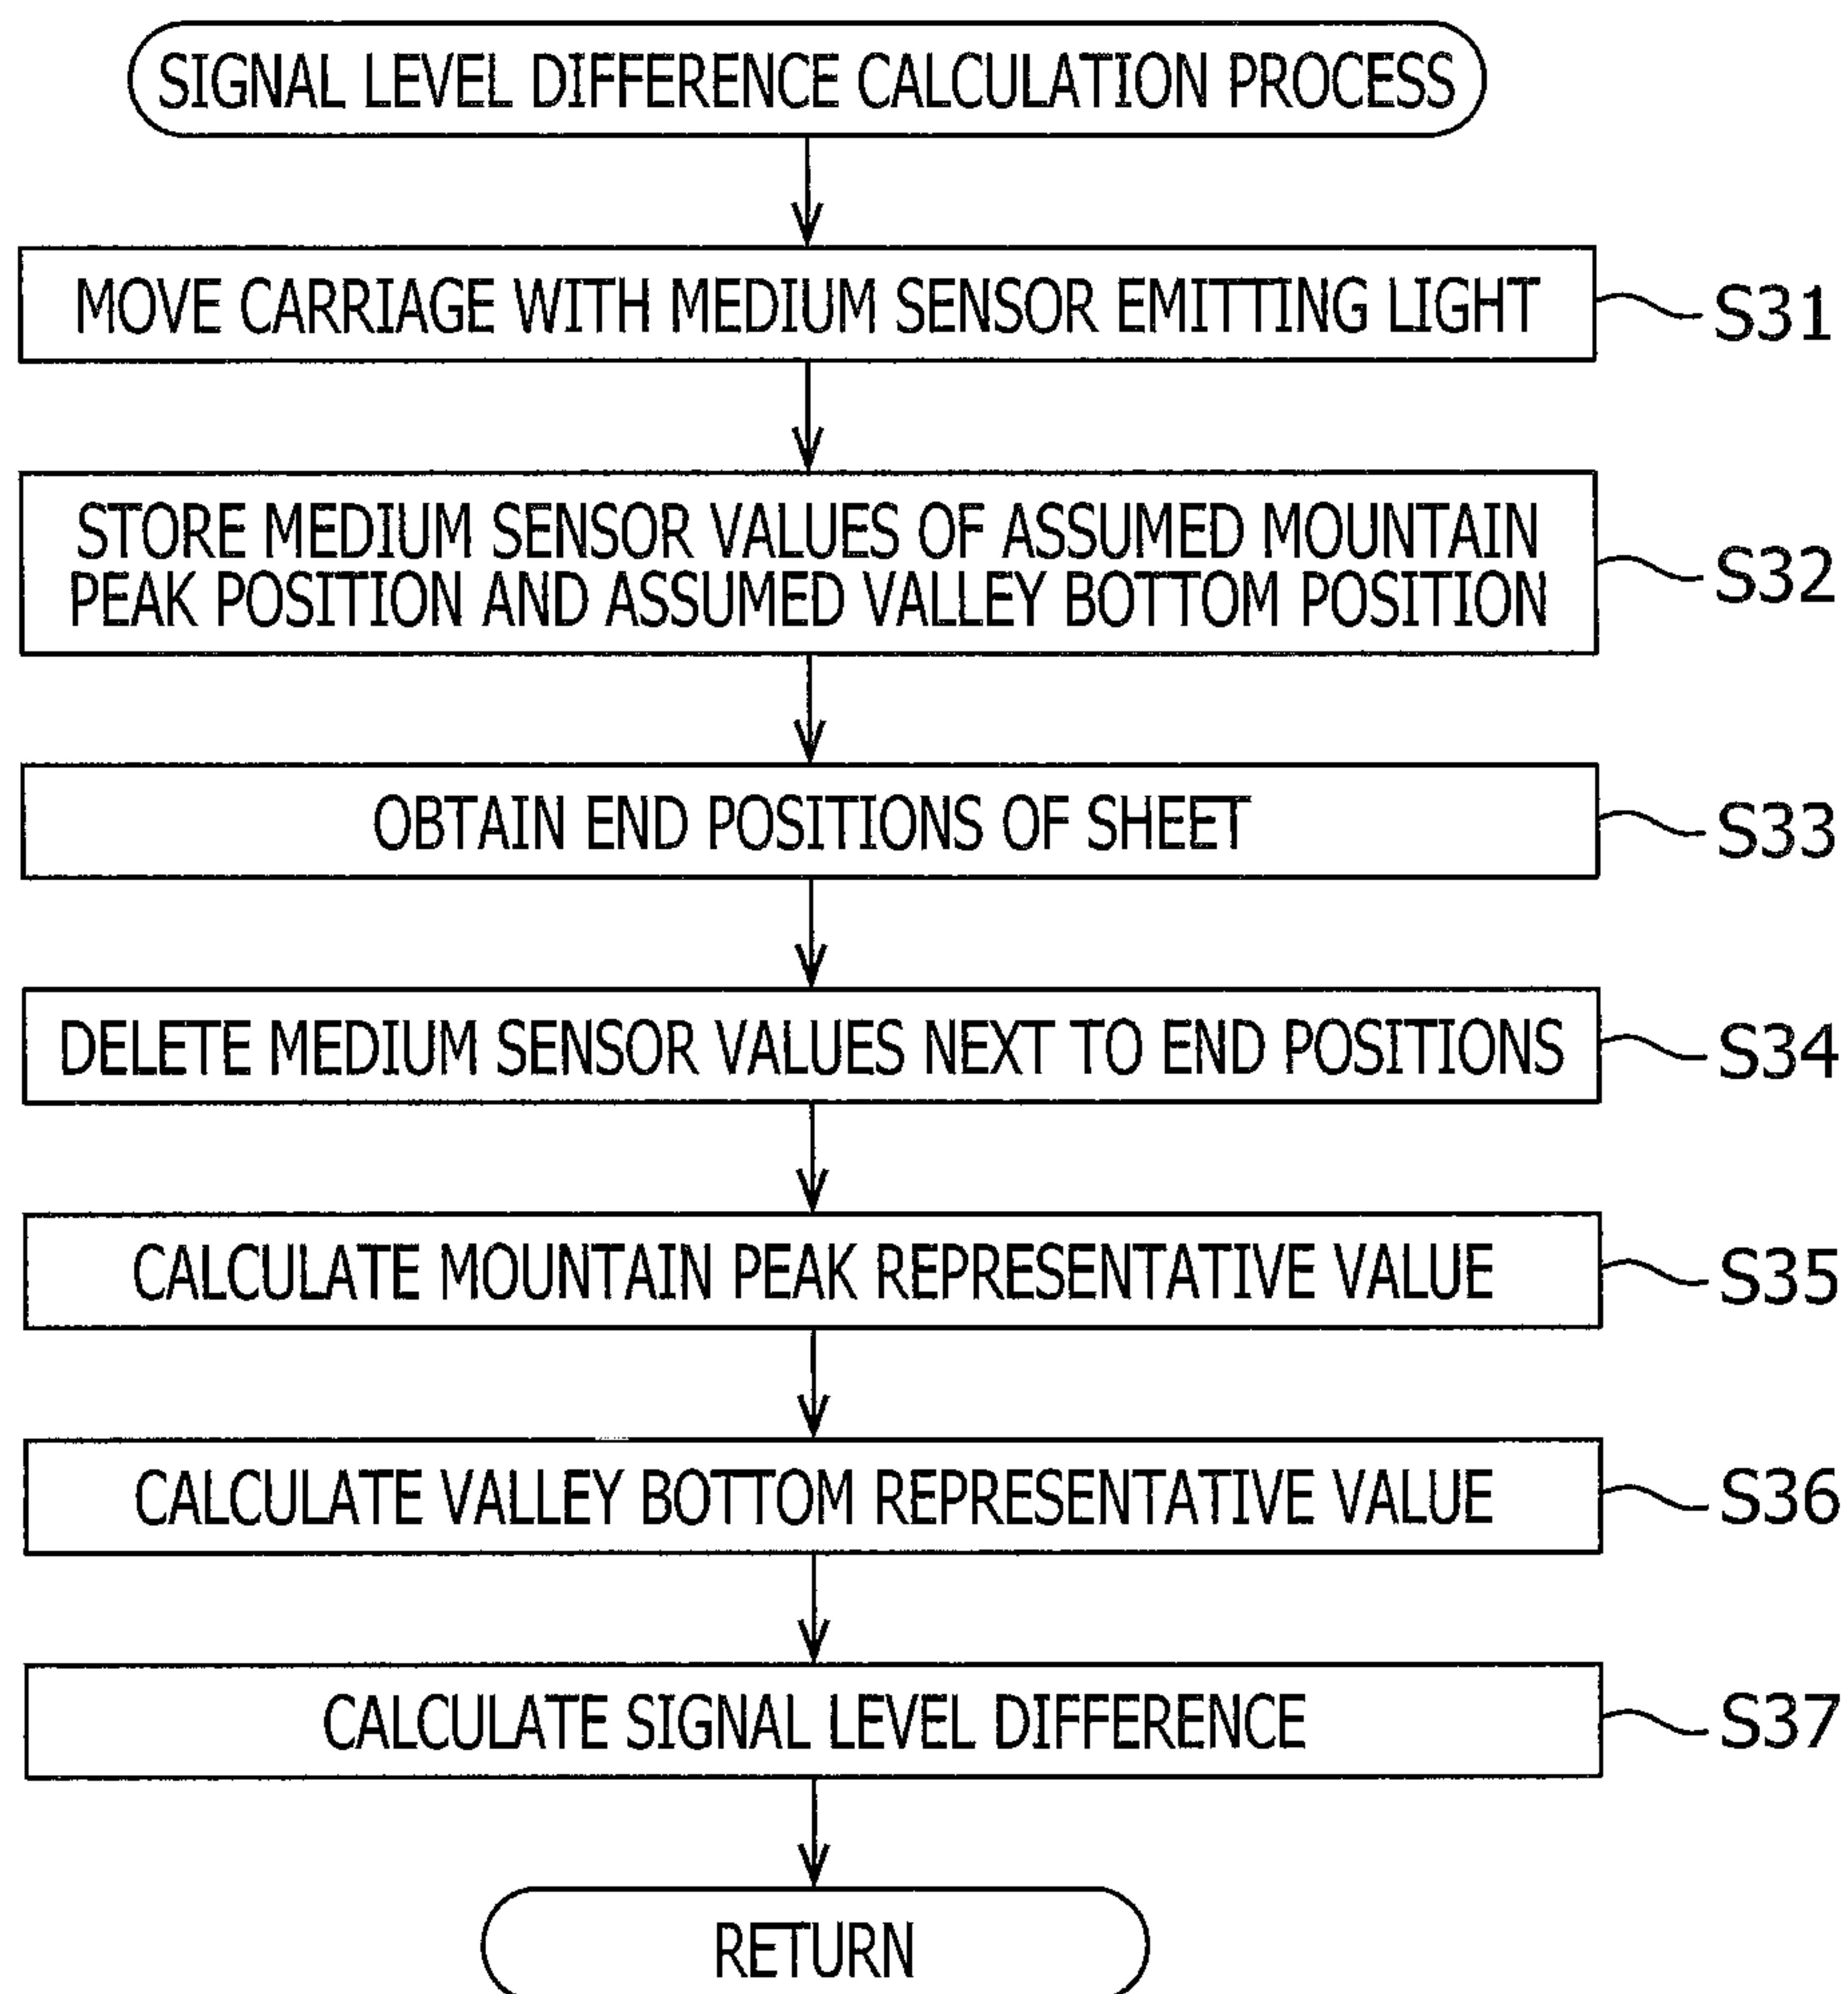 SIGNAL LEVEL DIFFERENCE CALCULATION PROCESS
MOVE CARRIAGE WITH MEDIUM SENSOR EMITTING LIGHT
S31
STORE MEDIUM SENSOR VALUES OF ASSUMED MOUNTAIN
PEAK POSITION AND ASSUMED VALLEY BOTTOM POSITION
S32
OBTAIN END POSITIONS OF SHEET
S33
DELETE MEDIUM SENSOR VALUES NEXT TO END POSITIONS
S34
CALCULATE MOUNTAIN PEAK REPRESENTATIVE VALUE
S35
CALCULATE VALLEY BOTTOM REPRESENTATIVE VALUE
S36
CALCULATE SIGNAL LEVEL DIFFERENCE
S37
RETURN